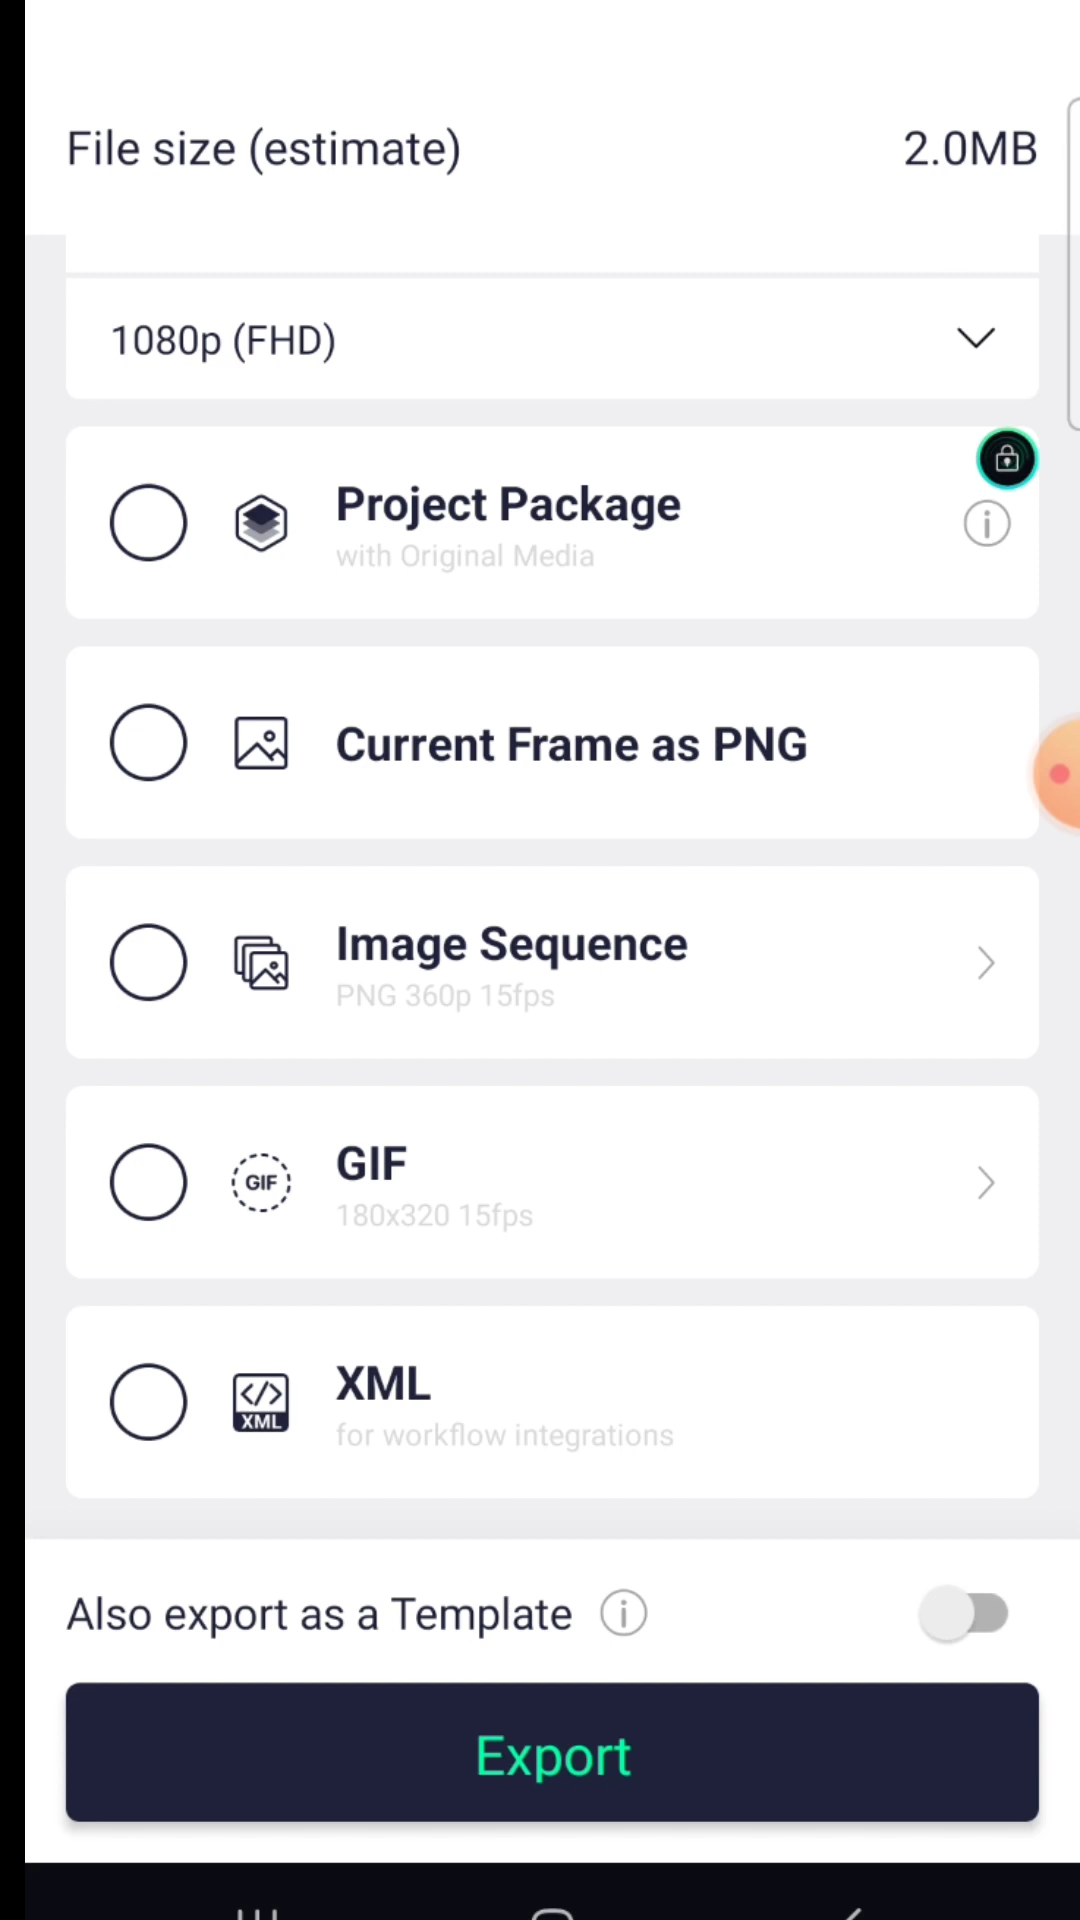 File size (estimate) 2.0MB
1080p (FHD)
Project Package
with Original Media
Current Frame as PNG
Image Sequence
PNG 360p 15fps
GIF
GIF
180x320 15fps
XML
XML
for workflow integrations
Also export as a Template
Export